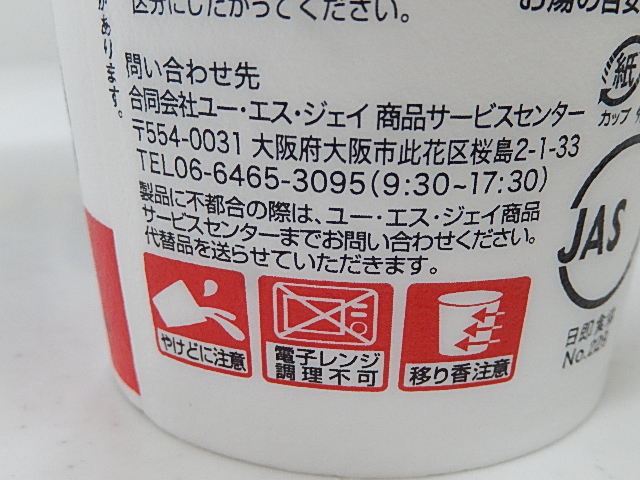 区分にしたがってください。
があります。
問い合わせ先
合同会社ユー・エス・ジェイ 商品サービスセンター
〒554-0031 大阪府大阪市此花区桜島2-1-33
TEL06-6465-3095(9:30~17:30)
製品に不都合の際は、ユー・エス・ジェイ商品
サービスセンターまでお問い合わせください。
代替品を送らせていただきます。
やけどに注意
電子レンジ
調理不可
移り香注意
お湯の目安
紙
カップ
JAS
日即食
No.